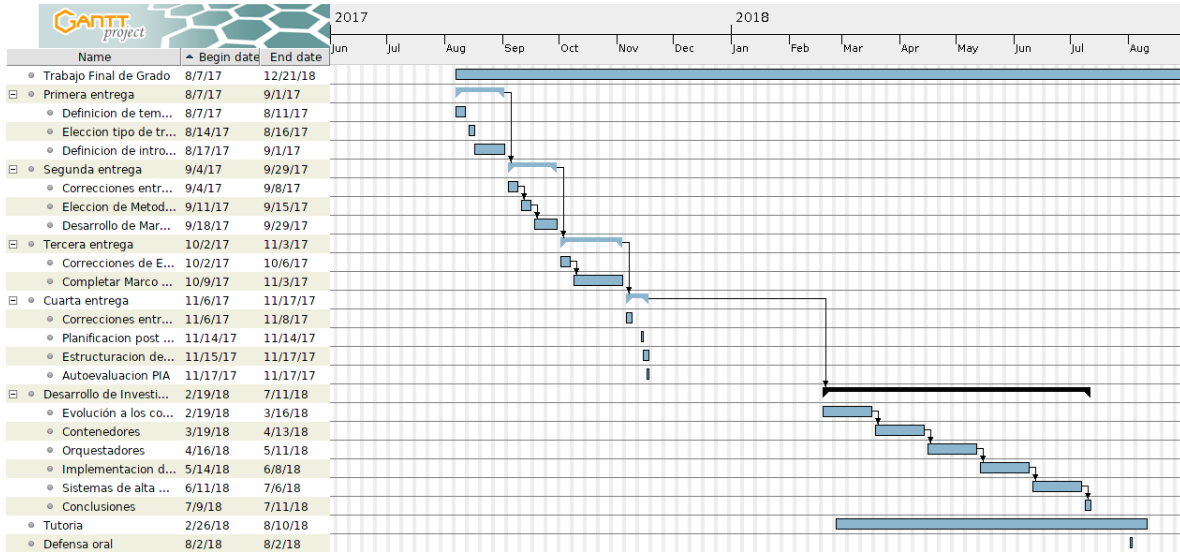 GANTT project
2017 2018
Jun Jul Aug Sep Oct Nov Dec Jan Feb Mar Apr May Jun Jul Aug
Name Begin date End date
Trabajo Final de Grado 8/7/17 12/21/18
Primera entrega 8/7/17 9/1/17
Definicion de tem... 8/7/17 8/11/17
Eleccion tipo de tr... 8/14/17 8/16/17
Definicion de intro... 8/17/17 9/1/17
Segunda entrega 9/4/17 9/29/17
Correcciones entr... 9/4/17 9/8/17
Eleccion de Metod... 9/11/17 9/15/17
Desarrollo de Mar... 9/18/17 9/29/17
Tercera entrega 10/2/17 11/3/17
Correcciones de E... 10/2/17 10/6/17
Completar Marco ... 10/9/17 11/3/17
Cuarta entrega 11/6/17 11/17/17
Correcciones entr... 11/6/17 11/8/17
Planificacion post ... 11/14/17 11/14/17
Estructuracion de... 11/15/17 11/17/17
Autoevaluacion PIA 11/17/17 11/17/17
Desarrollo de Investi... 2/19/18 7/11/18
Evolución a los co... 2/19/18 3/16/18
Contenedores 3/19/18 4/13/18
Orquestadores 4/16/18 5/11/18
Implementacion d... 5/14/18 6/8/18
Sistemas de alta ... 6/11/18 7/6/18
Conclusiones 7/9/18 7/11/18
Tutoria 2/26/18 8/10/18
Defensa oral 8/2/18 8/2/18